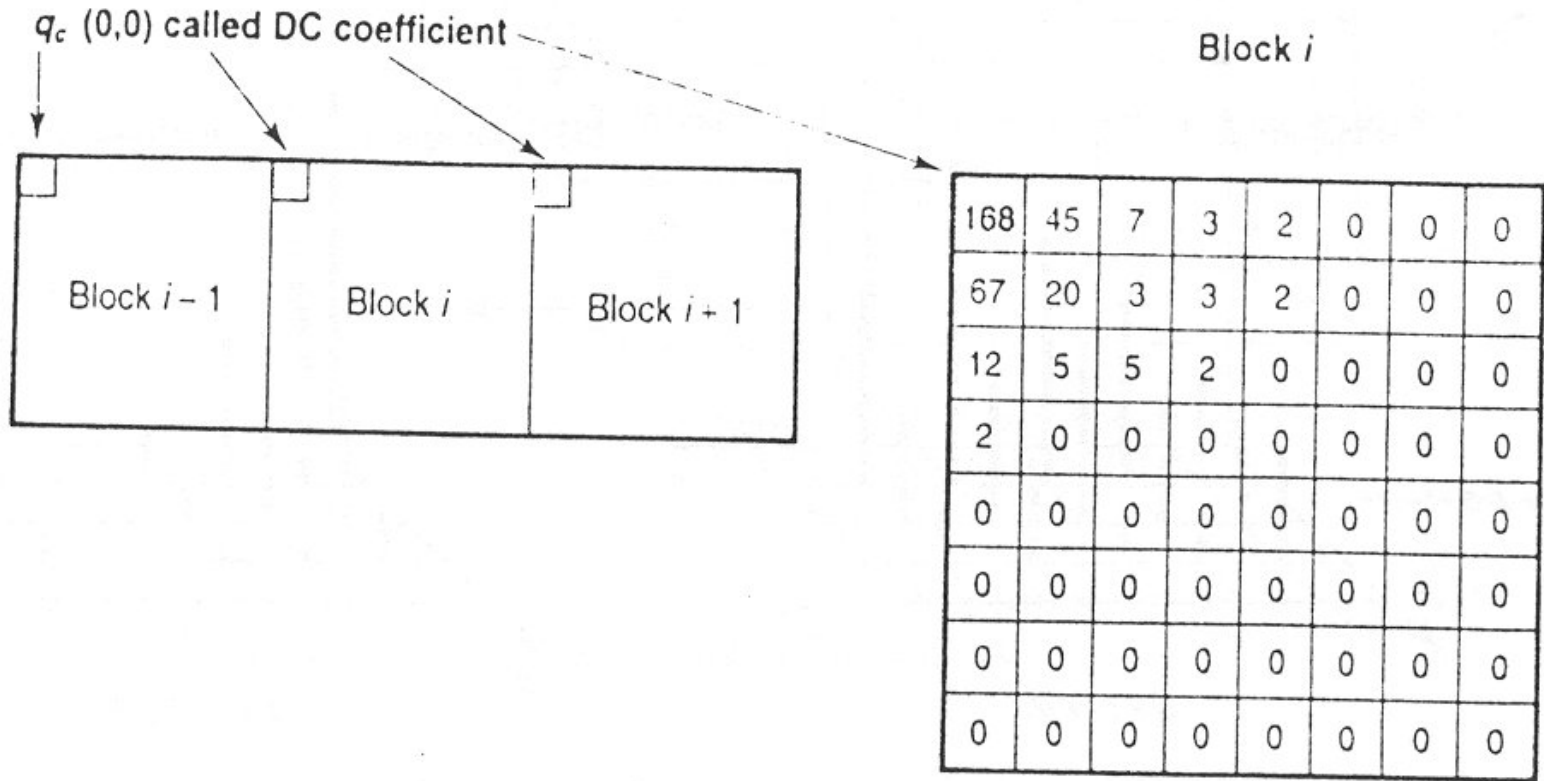 q_c (0,0) called DC coefficient
Block i
Block i – 1
Block i
Block i + 1
168 45 7 3 2 0 0 0
67 20 3 3 2 0 0 0
12 5 5 2 0 0 0 0
2 0 0 0 0 0 0 0
0 0 0 0 0 0 0 0
0 0 0 0 0 0 0 0
0 0 0 0 0 0 0 0
0 0 0 0 0 0 0 0